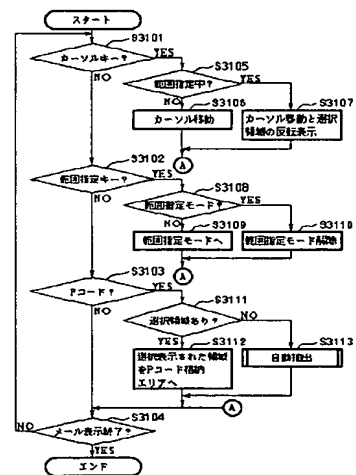 スタート
S3101
カーソルキー?
YES
S3105
NO
範囲指定中?
YES
NO
S3106
S3107
カーソル移動
カーソル移動と選択
領域の反転表示
A
S3102
範囲指定キー?
YES
S3108
NO
範囲指定モード?
YES
NO
S3109
S3110
範囲指定モードへ
範囲指定モード解除
A
S3103
Pコード?
YES
S3111
NO
選択領域あり?
NO
YES
S3112
S3113
選択表示された領域
をPコード格納
エリアへ
自動抽出
A
S3104
NO
メール表示終了?
YES
エンド